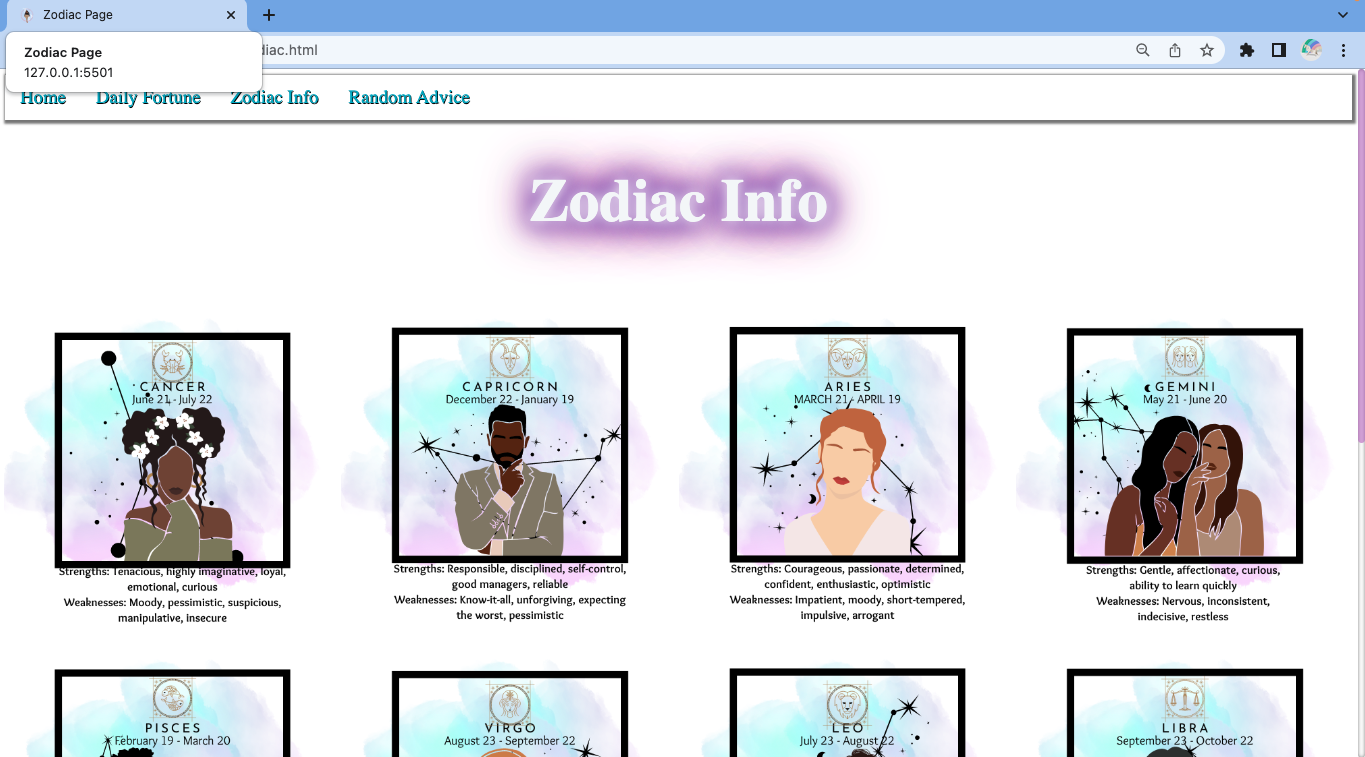 Zodiac Page
Zodiac Page
127.0.0.1:5501
diac.html
Home Daily Fortune Zodiac Info Random Advice
Zodiac Info
CANCER
June 21 - July 22
Strengths: Tenacious, highly imaginative, loyal,
emotional, curious
Weaknesses: Moody, pessimistic, suspicious,
manipulative, insecure
CAPRICORN
December 22 - January 19
Strengths: Responsible, disciplined, self-control,
good managers, reliable
Weaknesses: Know-it-all, unforgiving, expecting
the worst, pessimistic
ARIES
MARCH 21 - APRIL 19
Strengths: Courageous, passionate, determined,
confident, enthusiastic, optimistic
Weaknesses: Impatient, moody, short-tempered,
impulsive, arrogant
GEMINI
May 21 - June 20
Strengths: Gentle, affectionate, curious,
ability to learn quickly
Weaknesses: Nervous, inconsistent,
indecisive, restless
PISCES
February 19 - March 20
VIRGO
August 23 - September 22
LEO
July 23 - August 22
LIBRA
September 23 - October 22